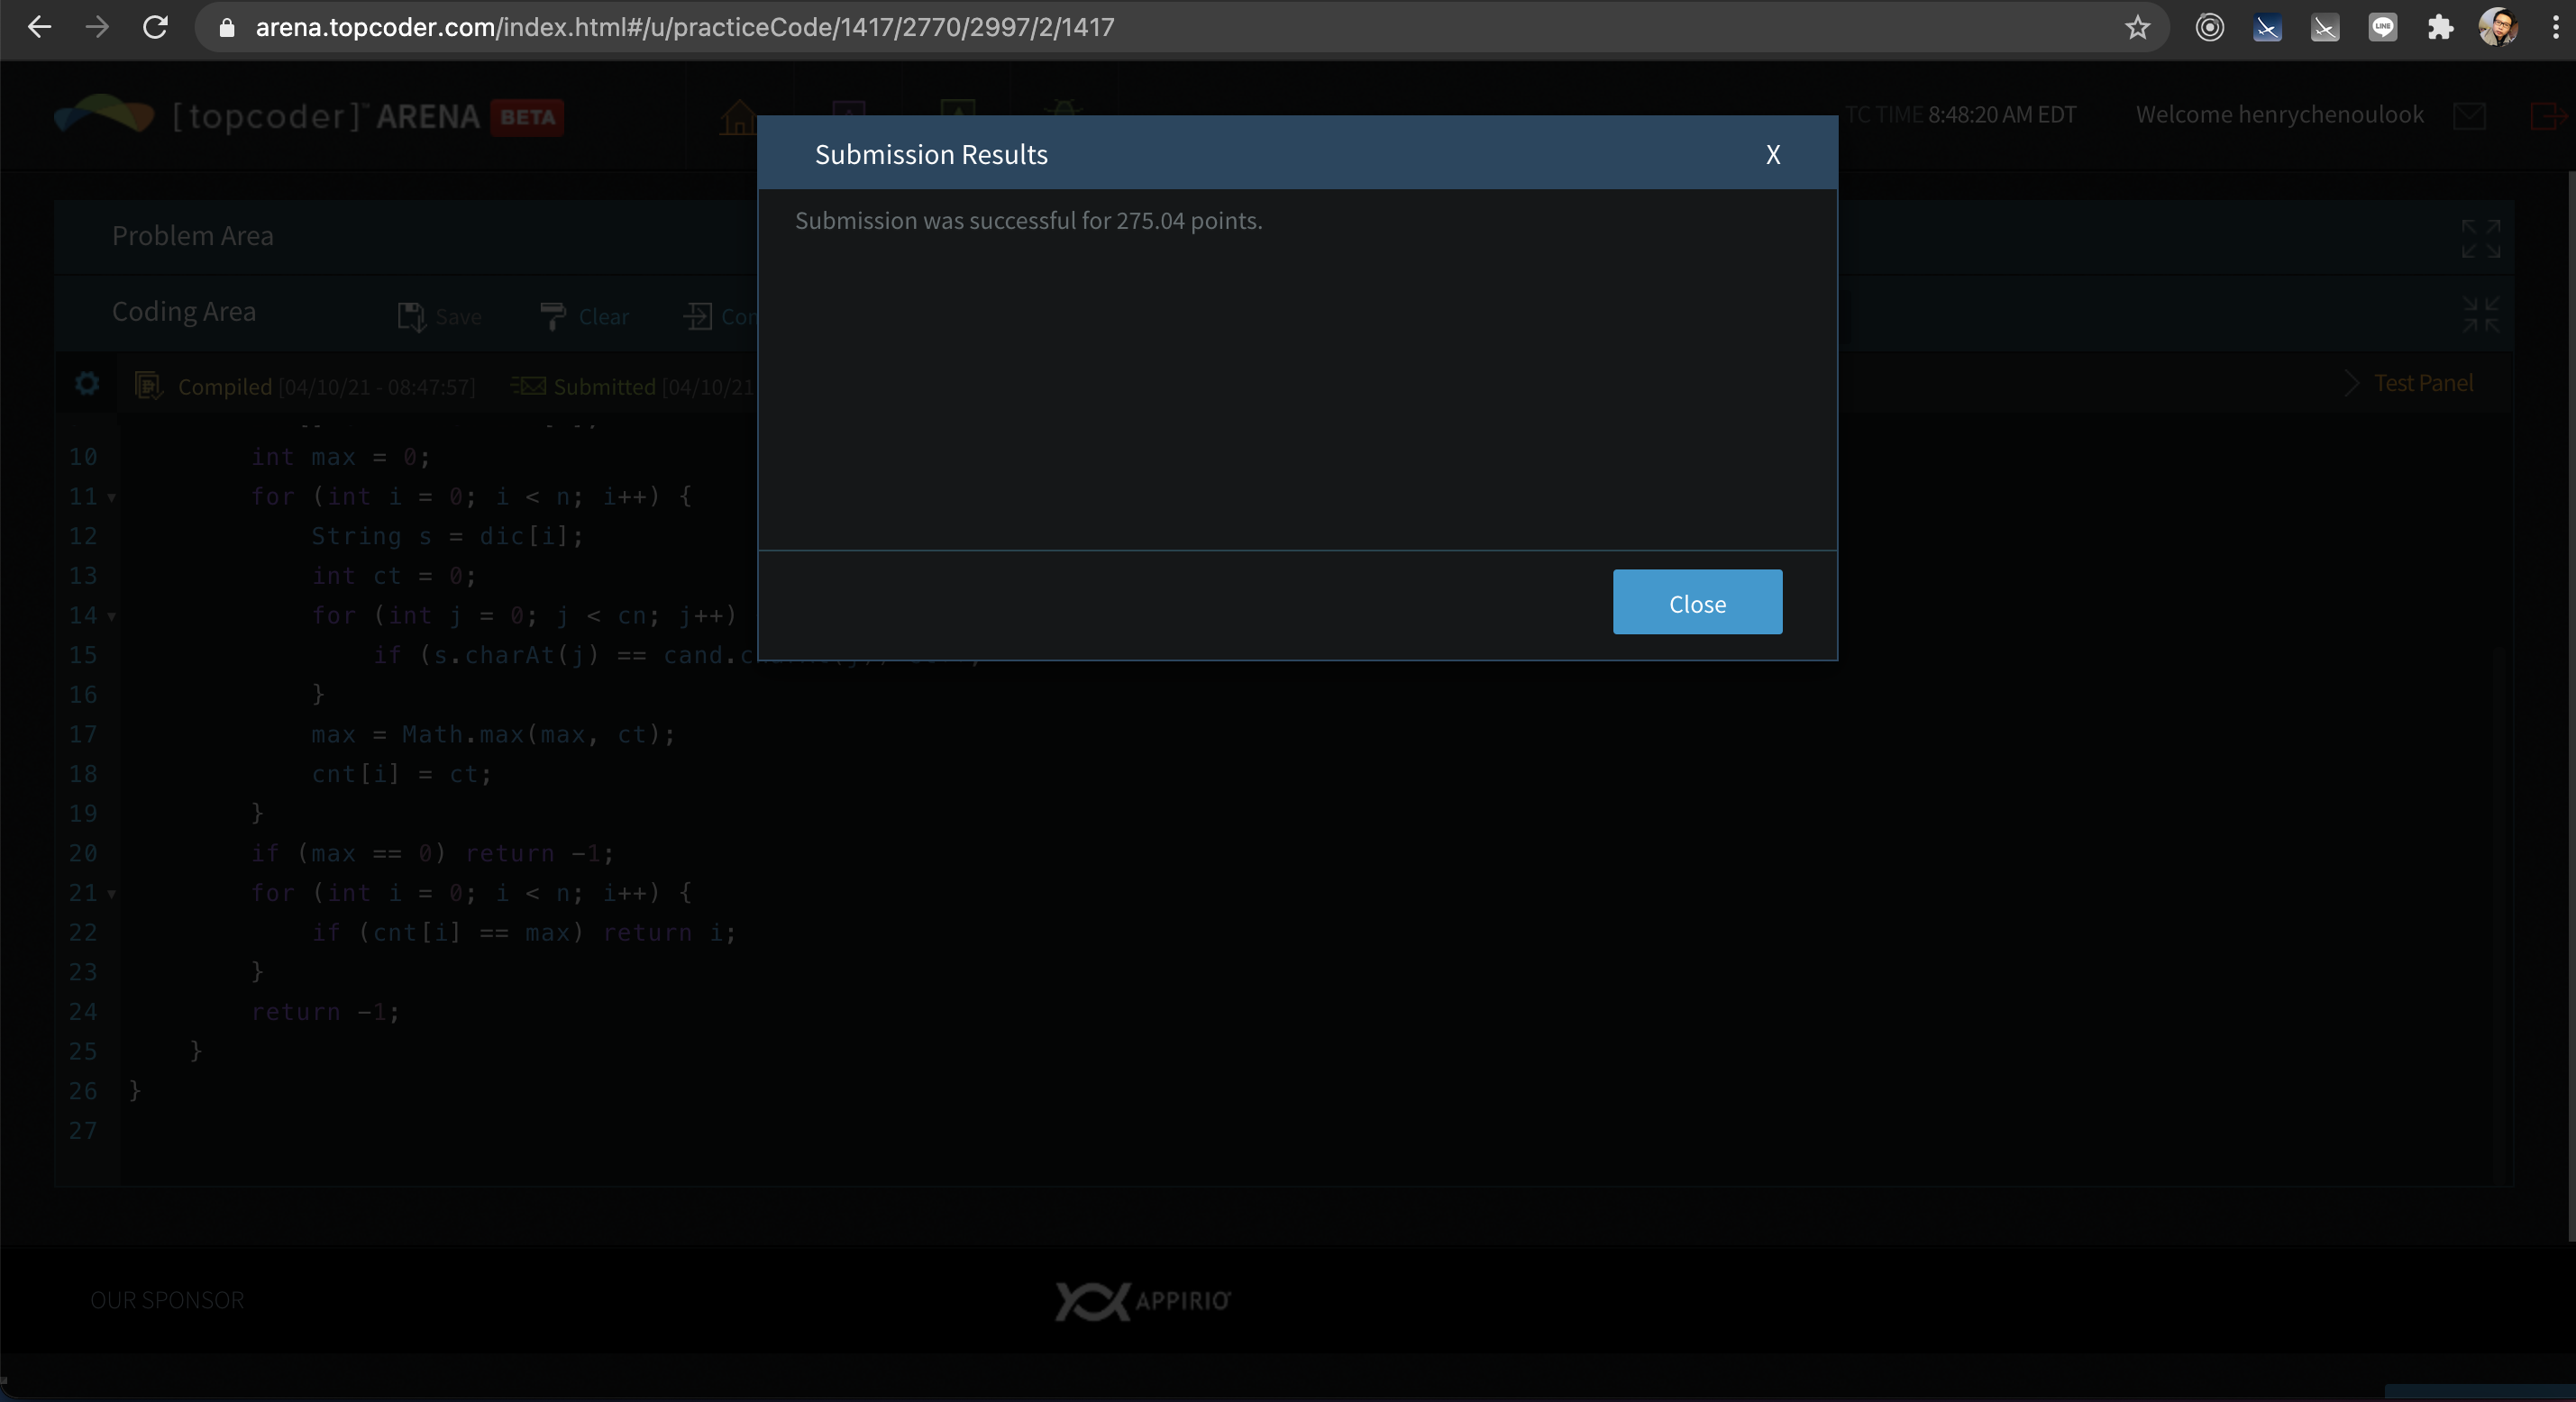 arena.topcoder.com/index.html#/u/practiceCode/1417/2770/2997/2/1417
LINE
[topcoder]™ ARENA BETA
TC TIME 8:48:20 AM EDT
Welcome henrychenoulook
Submission Results X
Submission was successful for 275.04 points.
Close
Problem Area
Coding Area Save Clear
Compiled [04/10/21 - 08:47:57] Submitted [04/10/21
Test Panel
10 int max = 0;
11 for (int i = 0; i < n; i++) {
12 String s = dic[i];
13 int ct = 0;
14 for (int j = 0; j < cn; j++)
15 if (s.charAt(j) == cand.
16 }
17 max = Math.max(max, ct);
18 cnt[i] = ct;
19 }
20 if (max == 0) return -1;
21 for (int i = 0; i < n; i++) {
22 if (cnt[i] == max) return i;
23 }
24 return -1;
25 }
26 }
27
OUR SPONSOR
APPIRIO